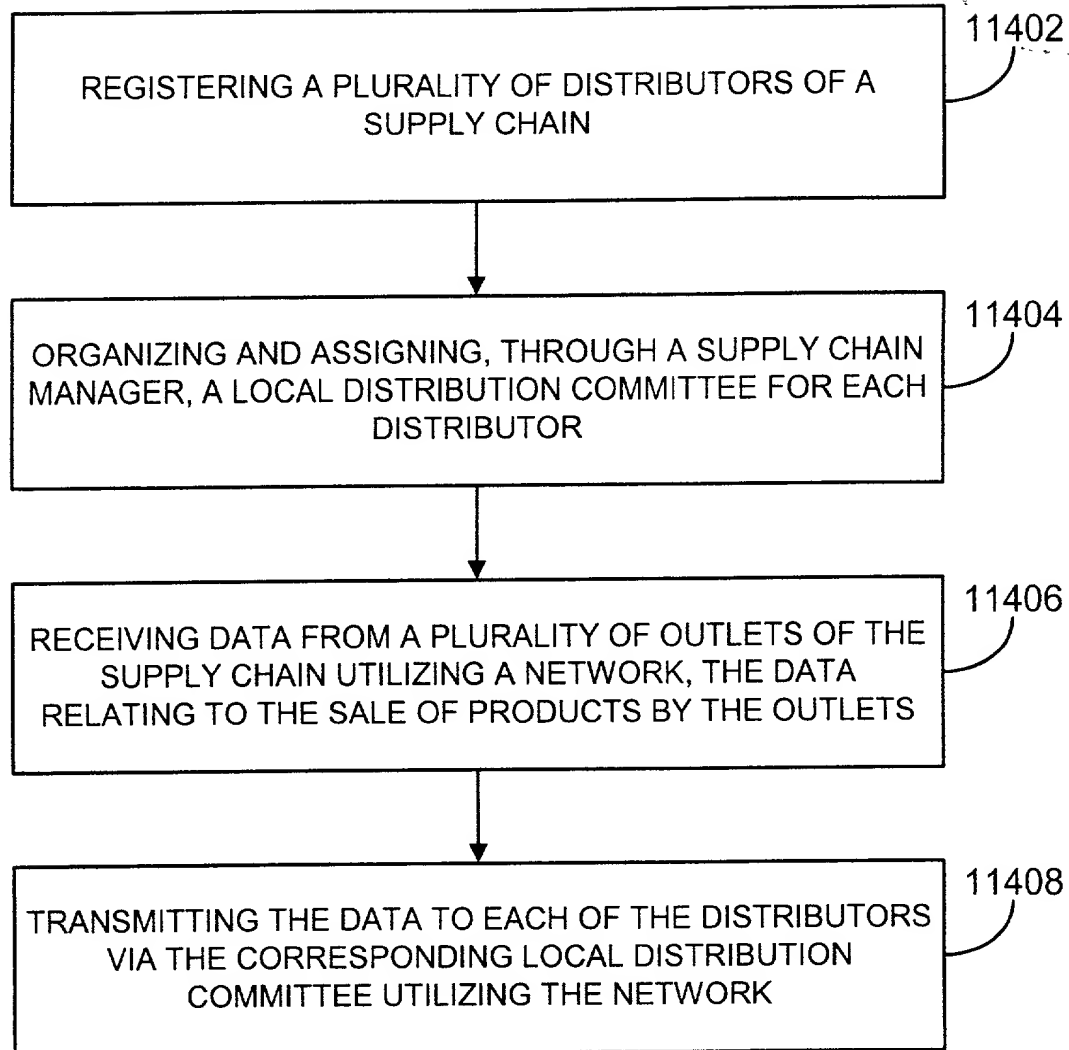 11402
REGISTERING A PLURALITY OF DISTRIBUTORS OF A
SUPPLY CHAIN
11404
ORGANIZING AND ASSIGNING, THROUGH A SUPPLY CHAIN
MANAGER, A LOCAL DISTRIBUTION COMMITTEE FOR EACH
DISTRIBUTOR
11406
RECEIVING DATA FROM A PLURALITY OF OUTLETS OF THE
SUPPLY CHAIN UTILIZING A NETWORK, THE DATA
RELATING TO THE SALE OF PRODUCTS BY THE OUTLETS
11408
TRANSMITTING THE DATA TO EACH OF THE DISTRIBUTORS
VIA THE CORRESPONDING LOCAL DISTRIBUTION
COMMITTEE UTILIZING THE NETWORK